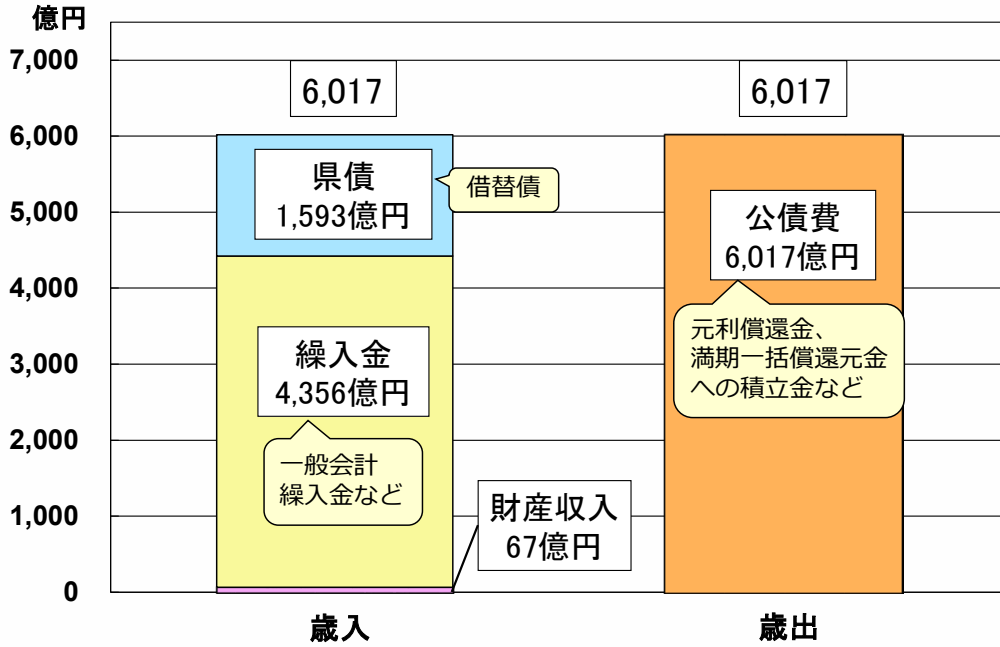 億円
7,000
6,000
5,000
4,000
3,000
2,000
1,000
0
6,017
県債
1,593億円
借替債
繰入金
4,356億円
一般会計
繰入金など
財産収入
67億円
歳入
6,017
公債費
6,017億円
元利償還金、
満期一括償還元金
への積立金など
歳出